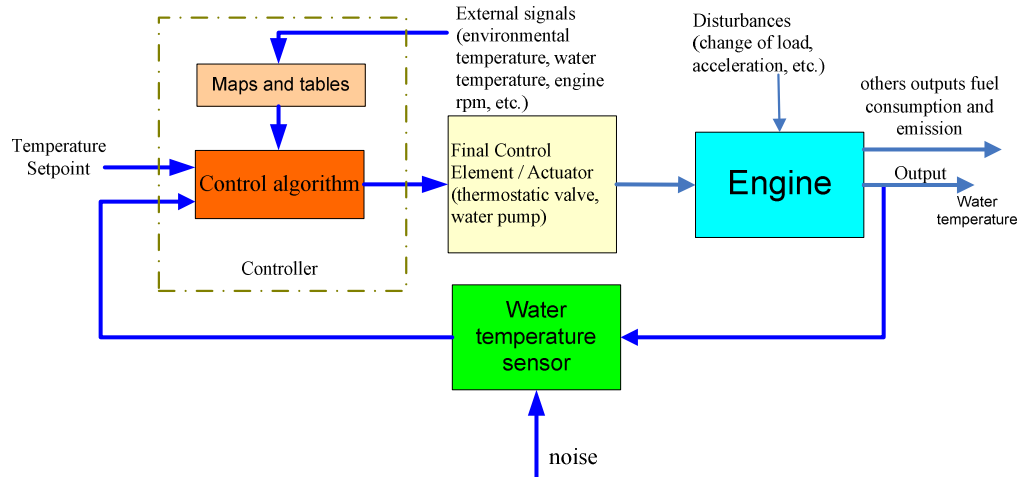 External signals
(environmental
temperature, water
temperature, engine
rpm, etc.)
Disturbances
(change of load,
acceleration, etc.)
others outputs fuel
consumption and
emission
Maps and tables
Temperature
Setpoint
Control algorithm
Controller
Final Control
Element / Actuator
(thermostatic valve,
water pump)
Engine
Output
Water
temperature
Water
temperature
sensor
noise